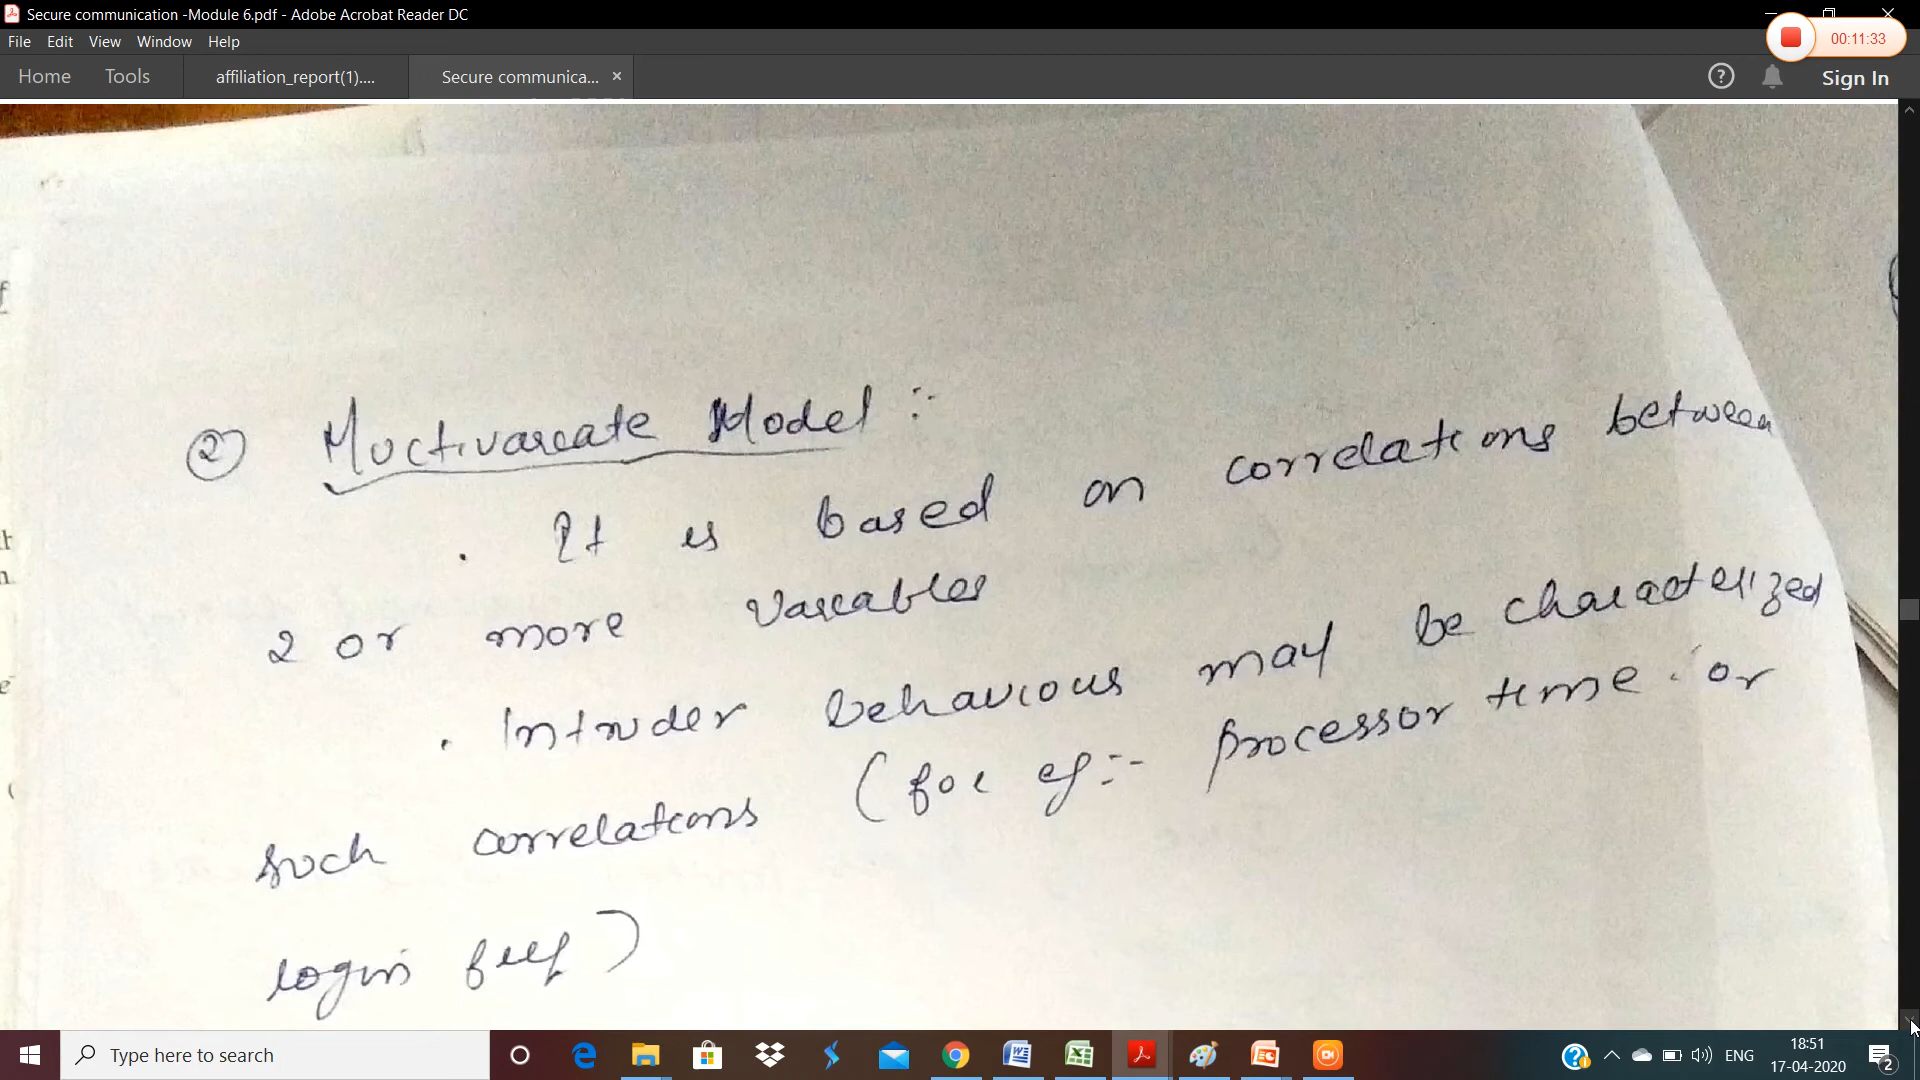 Secure communication -Module 6.pdf - Adobe Acrobat Reader DC
File Edit View Window Help
00:11:33
Home Tools affiliation_report(1).... Secure communica... × Sign In
② Multivariate Model :-
. It is based on correlations between
2 or more variables
. Intruder behaviour may be characterized
such correlations (for eg:- processor time or
login freq)
Type here to search
ENG
18:51
17-04-2020
2